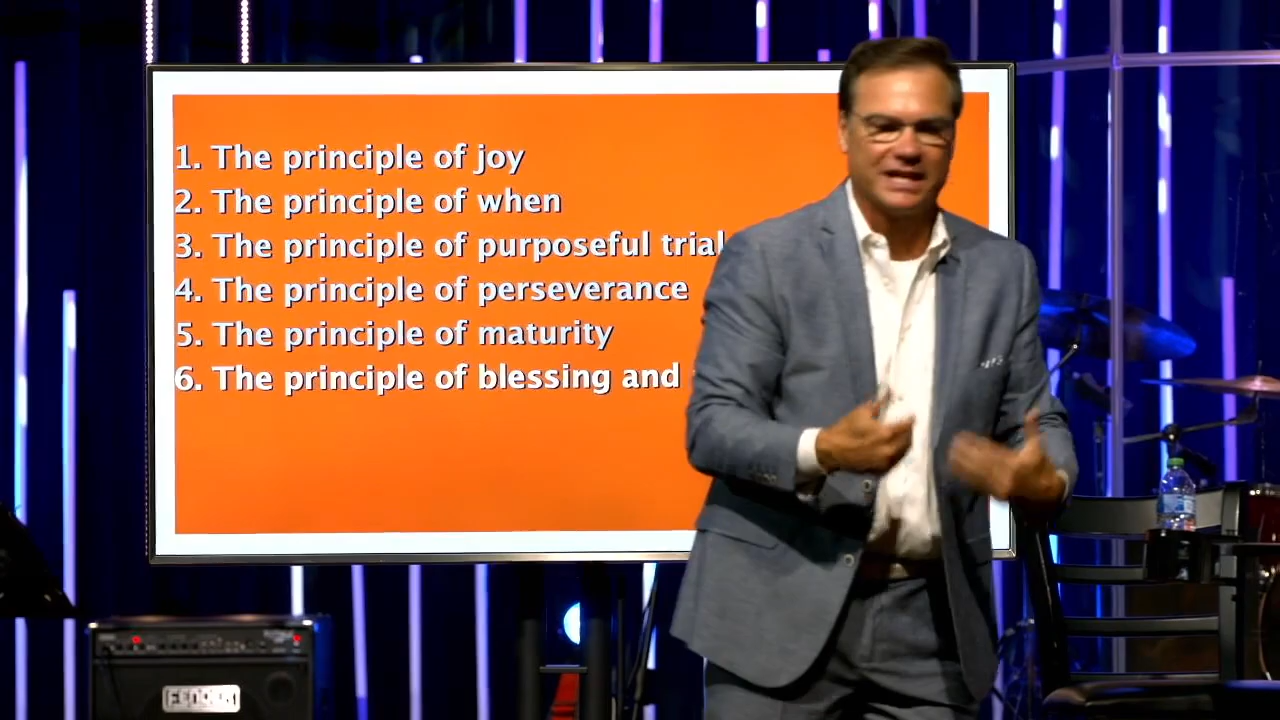 1. The principle of joy
2. The principle of when
3. The principle of purposeful trial
4. The principle of perseverance
5. The principle of maturity
6. The principle of blessing and